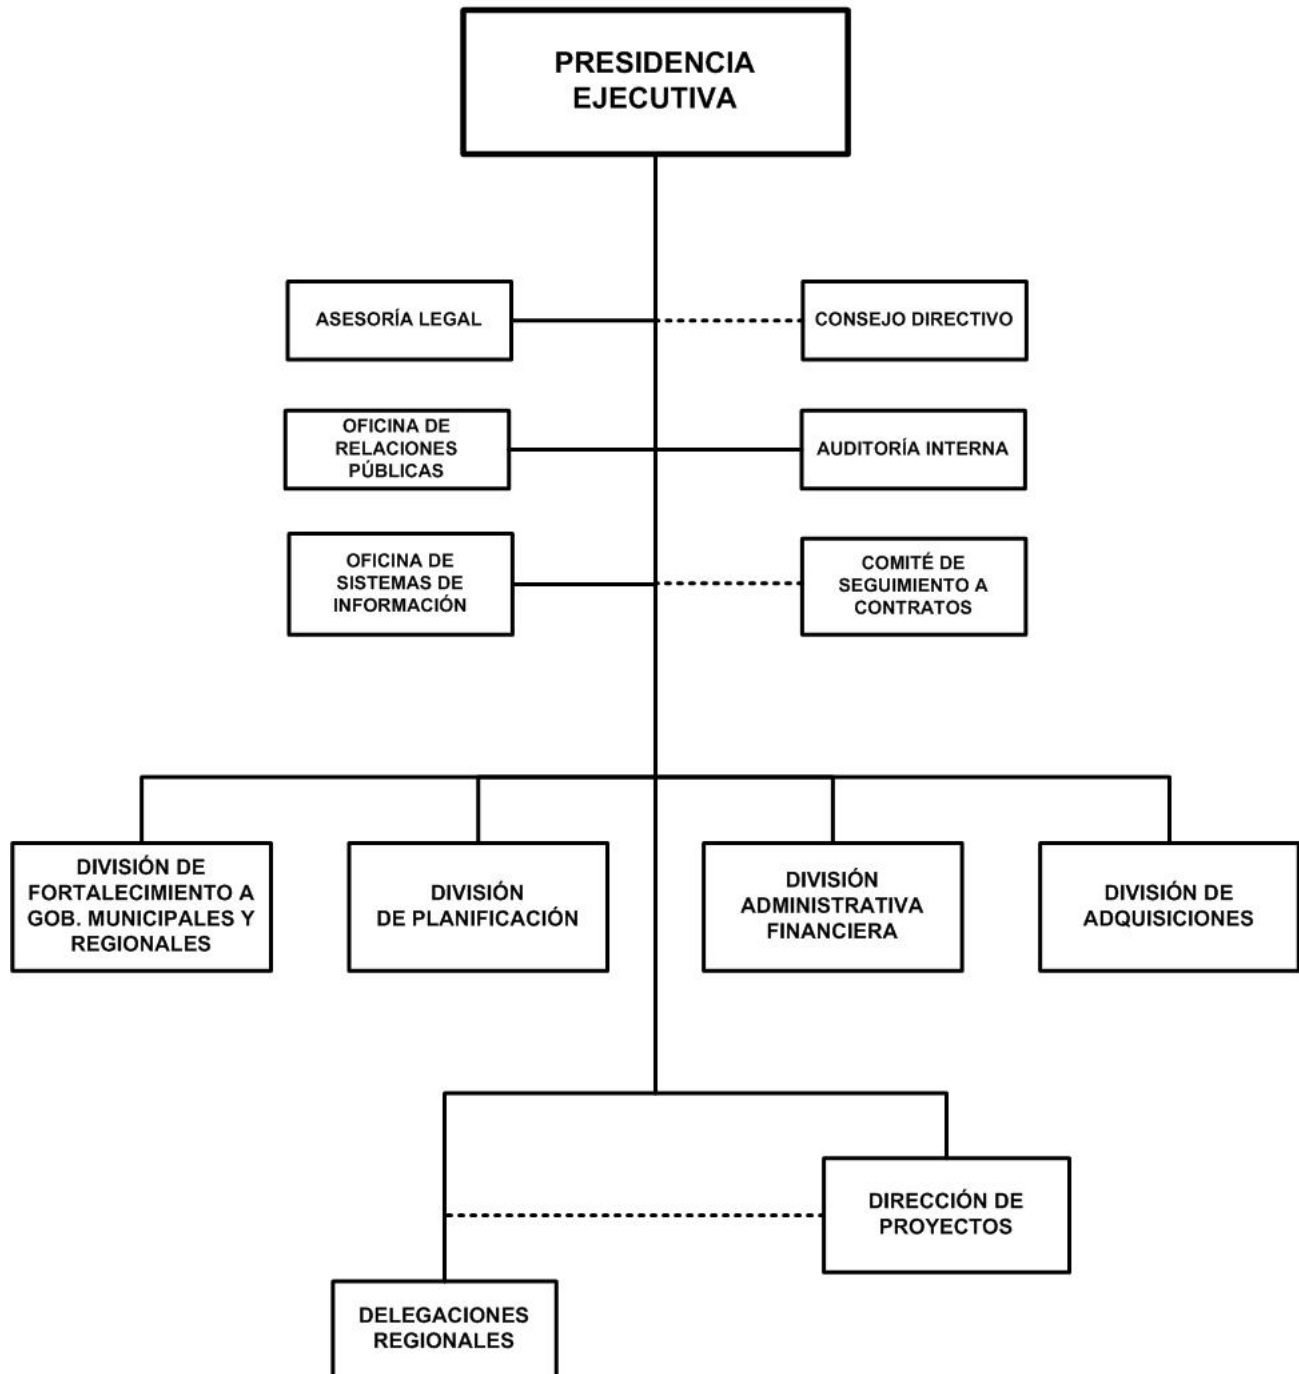 PRESIDENCIA
EJECUTIVA
ASESORÍA LEGAL
CONSEJO DIRECTIVO
OFICINA DE
RELACIONES
PÚBLICAS
AUDITORÍA INTERNA
OFICINA DE
SISTEMAS DE
INFORMACIÓN
COMITÉ DE
SEGUIMIENTO A
CONTRATOS
DIVISIÓN DE
FORTALECIMIENTO A
GOB. MUNICIPALES Y
REGIONALES
DIVISIÓN
DE PLANIFICACIÓN
DIVISIÓN
ADMINISTRATIVA
FINANCIERA
DIVISIÓN DE
ADQUISICIONES
DIRECCIÓN DE
PROYECTOS
DELEGACIONES
REGIONALES